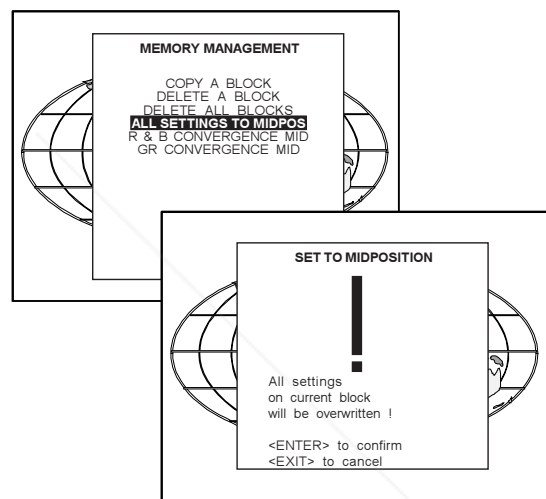 MEMORY MANAGEMENT
COPY A BLOCK
DELETE A BLOCK
DELETE ALL BLOCKS
ALL SETTINGS TO MIDPOS
R & B CONVERGENCE MID
GR CONVERGENCE MID
SET TO MIDPOSITION
!
All settings
on current block
will be overwritten !
<ENTER> to confirm
<EXIT> to cancel